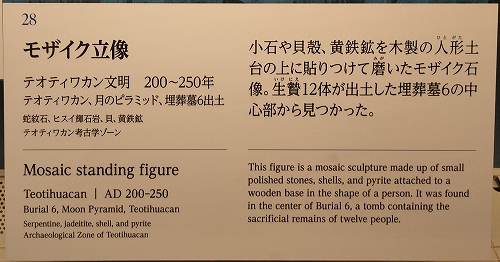 28
モザイク立像
テオティワカン文明　200～250年
テオティワカン、月のピラミッド、埋葬墓6出土
蛇紋石、ヒスイ輝石岩、貝、黄鉄鉱
テオティワカン考古学ゾーン
小石や貝殻、黄鉄鉱を木製の人形土
台の上に貼りつけて磨いたモザイク石
像。生贄12体が出土した埋葬墓6の中
心部から見つかった。
Mosaic standing figure
Teotihuacan | AD 200–250
Burial 6, Moon Pyramid, Teotihuacan
Serpentine, jadeitite, shell, and pyrite
Archaeological Zone of Teotihuacan
This figure is a mosaic sculpture made up of small
polished stones, shells, and pyrite attached to a
wooden base in the shape of a person. It was found
in the center of Burial 6, a tomb containing the
sacrificial remains of twelve people.